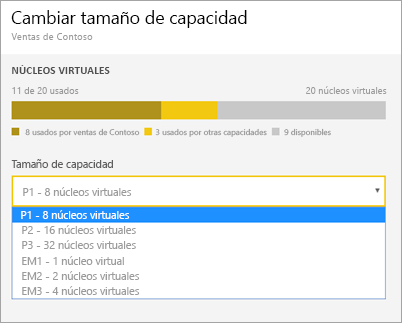 Cambiar tamaño de capacidad
Ventas de Contoso
NÚCLEOS VIRTUALES
11 de 20 usados 20 núcleos virtuales
8 usados por ventas de Contoso 3 usados por otras capacidades 9 disponibles
Tamaño de capacidad
P1 - 8 núcleos virtuales
P1 - 8 núcleos virtuales
P2 - 16 núcleos virtuales
P3 - 32 núcleos virtuales
EM1 - 1 núcleo virtual
EM2 - 2 núcleos virtuales
EM3 - 4 núcleos virtuales